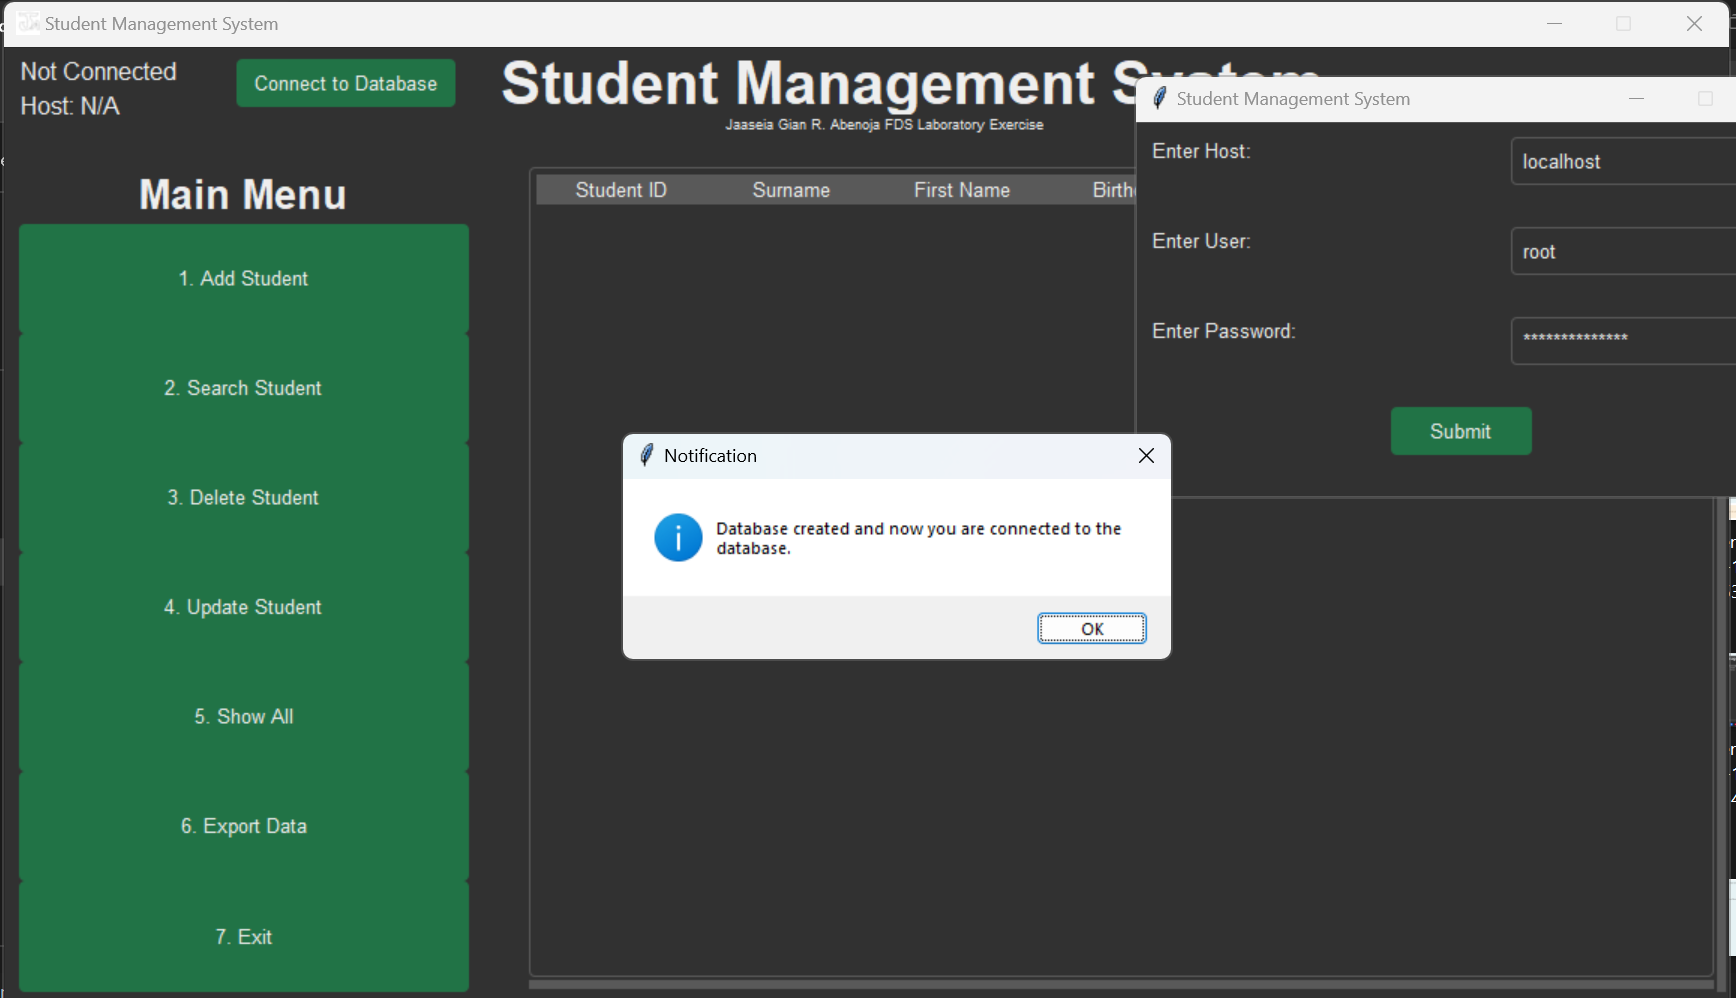 Student Management System
Not Connected
Host: N/A
Connect to Database
Student Management
Jaaseia Gian R. Abenoja FDS Laboratory Exercise
Main Menu
1. Add Student
2. Search Student
3. Delete Student
4. Update Student
5. Show All
6. Export Data
7. Exit
Student ID Surname First Name
Student Management System
Enter Host: localhost
Enter User: root
Enter Password: **************
Submit
Notification
Database created and now you are connected to the
database.
OK